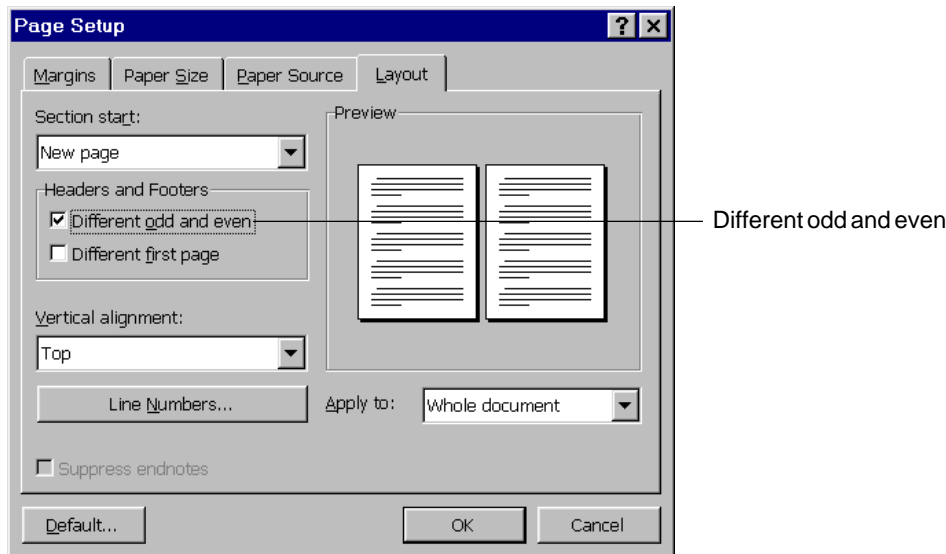 Page Setup
Margins
Paper Size
Paper Source
Layout
Section start:
New page
Headers and Footers
Different odd and even
Different first page
Vertical alignment:
Top
Line Numbers...
Suppress endnotes
Preview
Apply to:
Whole document
Default...
OK
Cancel
Different odd and even